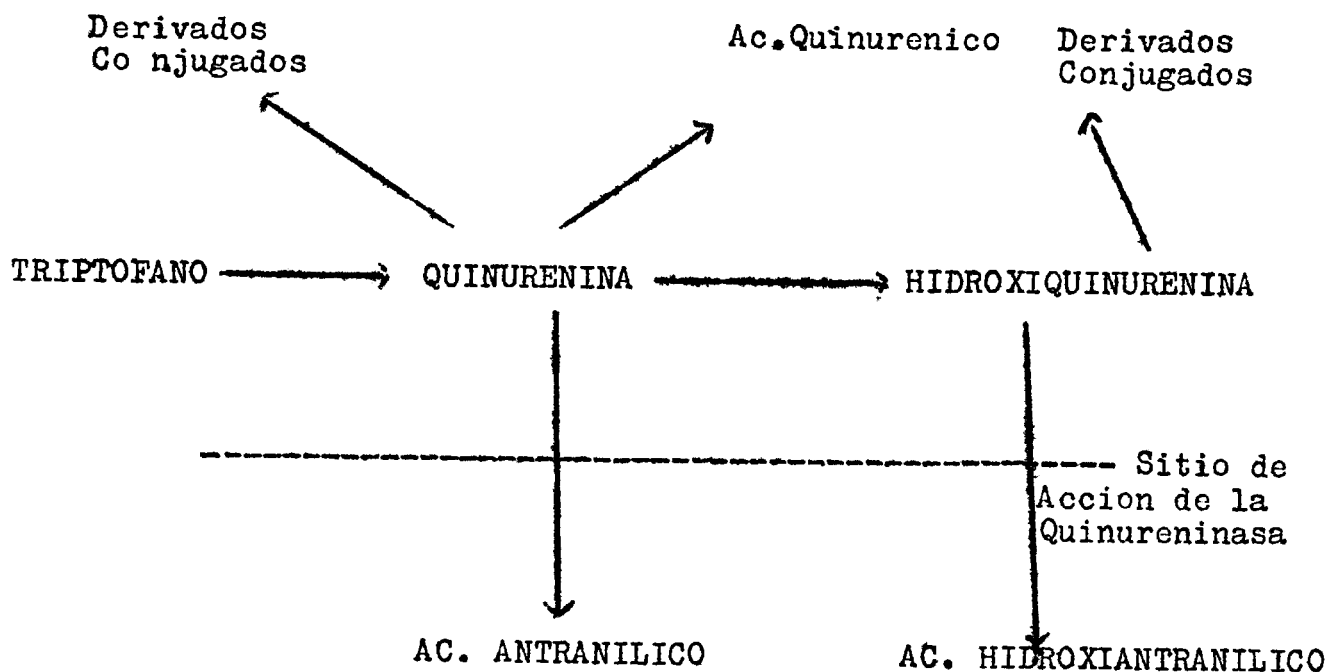 Derivados
Co njugados
Ac.Quinurenico
Derivados
Conjugados
TRIPTOFANO
QUINURENINA
HIDROXIQUINURENINA
Sitio de
Accion de la
Quinureninasa
AC. ANTRANILICO
AC. HIDROXIANTRANILICO